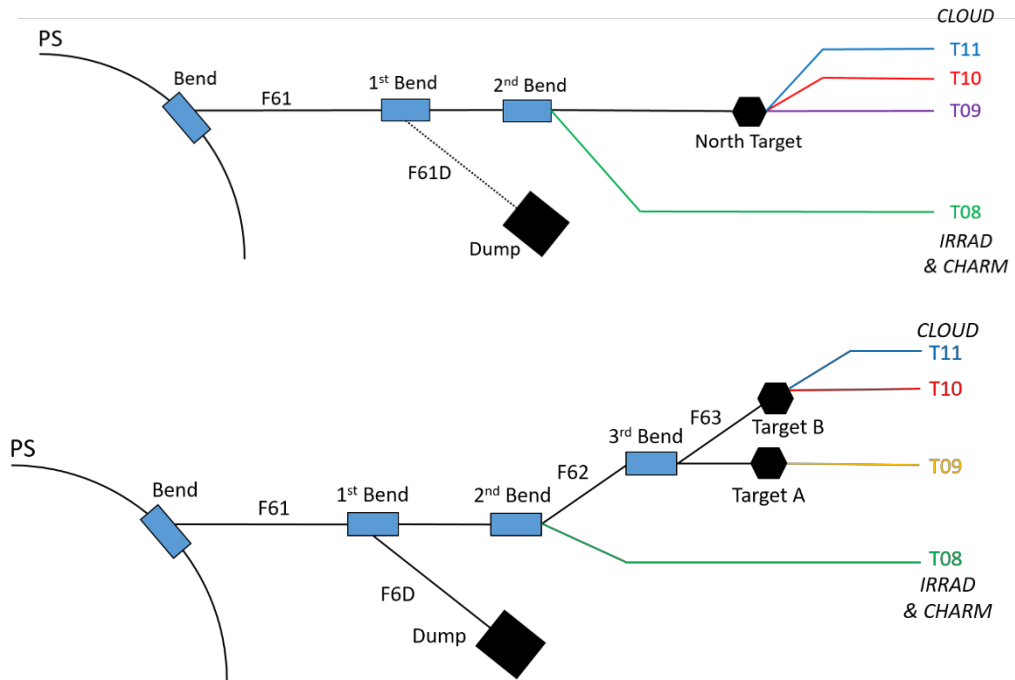 CLOUD
PS
T11
Bend
1st Bend
2nd Bend
T10
F61
T09
North Target
F61D
T08
Dump
IRRAD
& CHARM
CLOUD
T11
T10
F63
Target B
3rd Bend
PS
F62
T09
Bend
1st Bend
2nd Bend
Target A
F61
T08
F6D
IRRAD
& CHARM
Dump